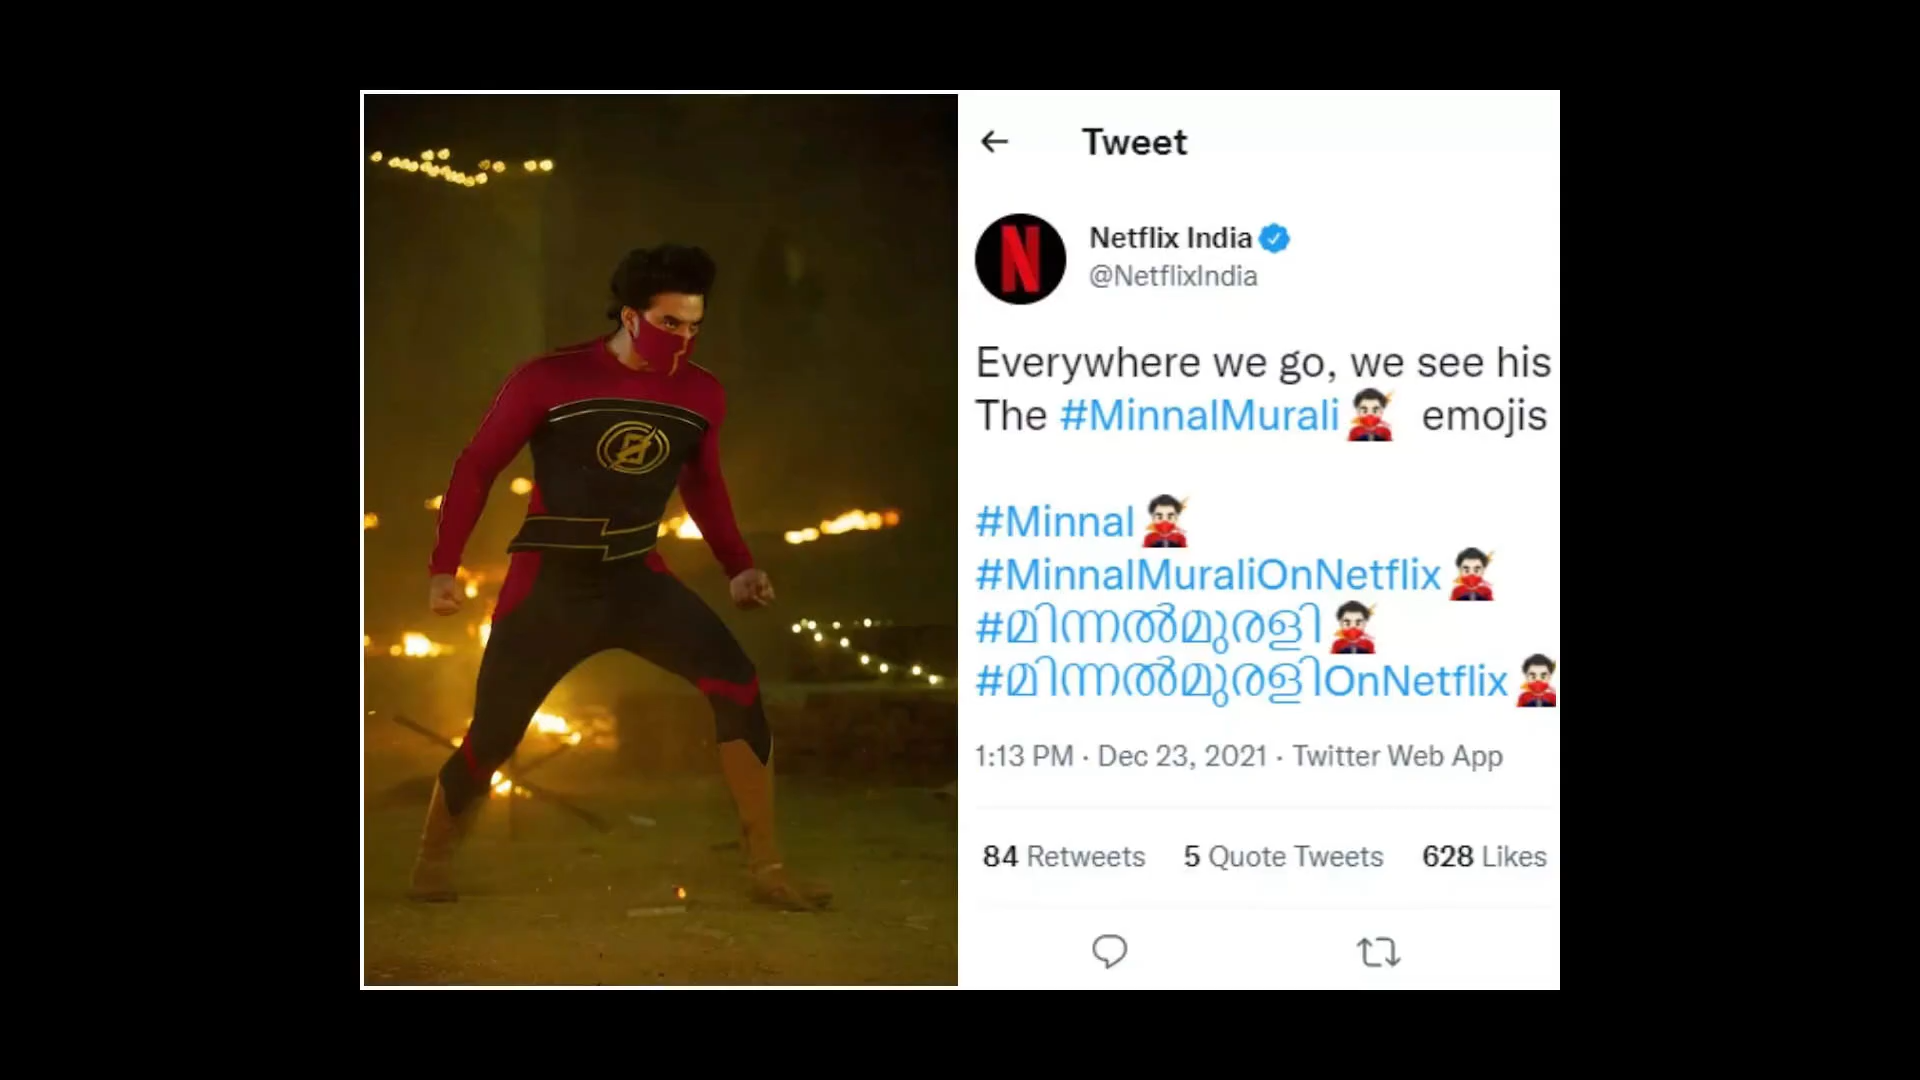 Tweet
Netflix India
@NetflixIndia
Everywhere we go, we see his
The #MinnalMurali emojis
#Minnal
#MinnalMuraliOnNetflix
#മിന്നൽമുരളി
#മിന്നൽമുരളിOnNetflix
1:13 PM · Dec 23, 2021 · Twitter Web App
84 Retweets 5 Quote Tweets 628 Likes